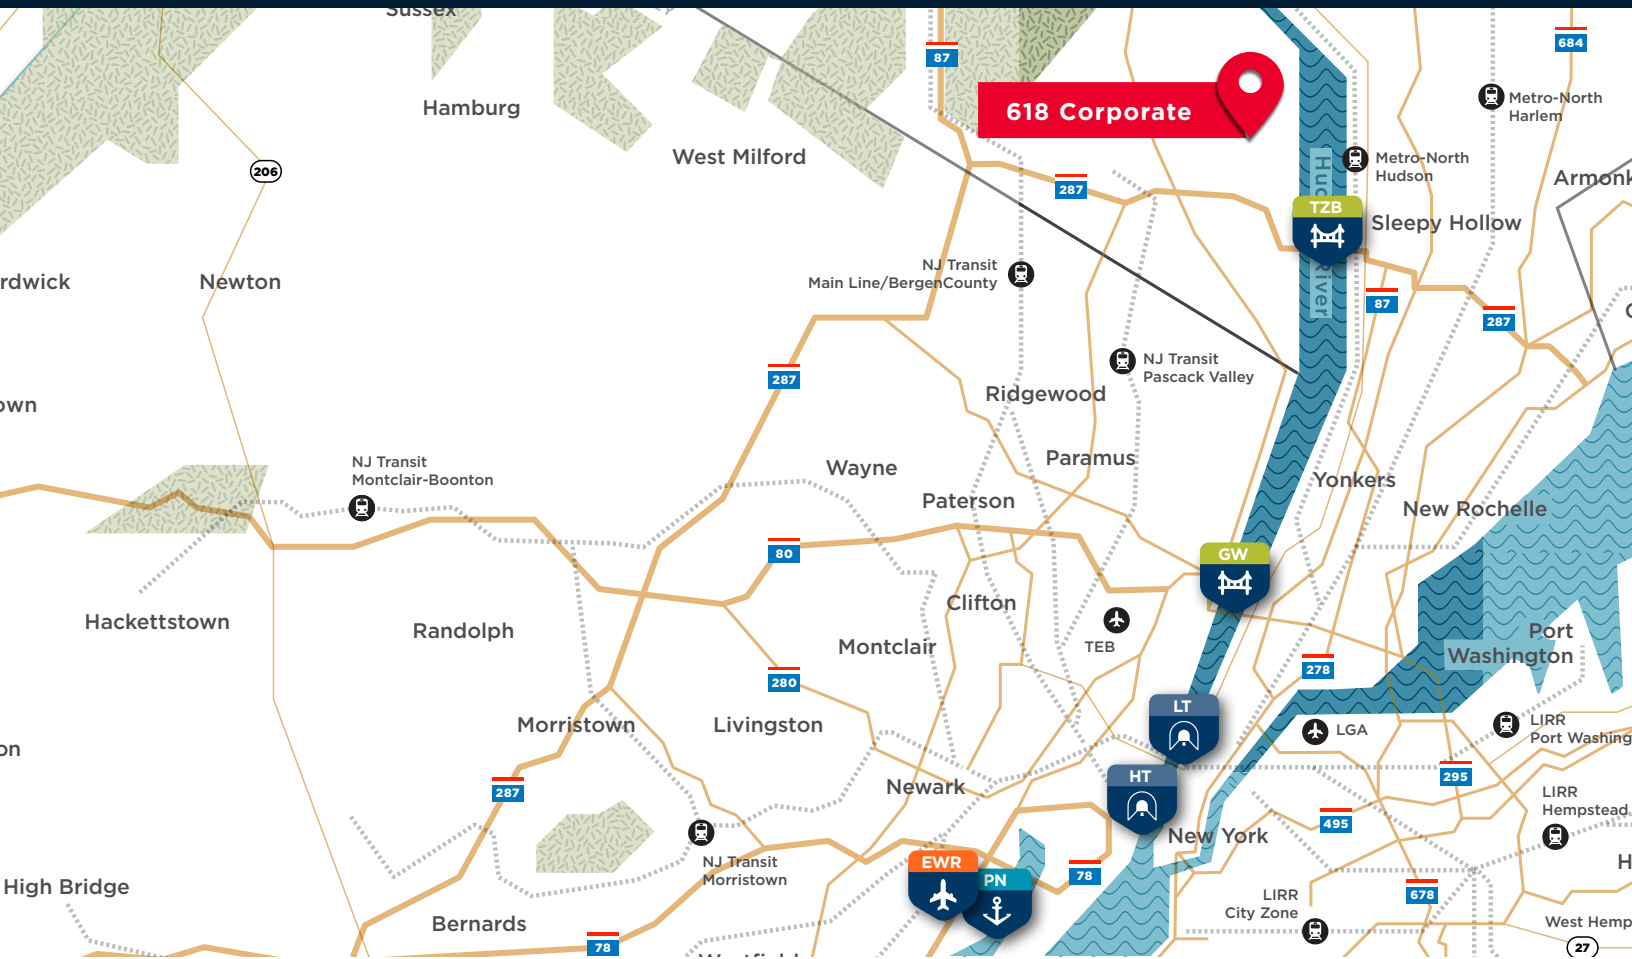 Sussex
87
684
Hamburg
618 Corporate
Metro-North
Harlem
West Milford
206
287
Hudson River
Metro-North
Hudson
Armonk
TZB
Sleepy Hollow
NJ Transit
Main Line/BergenCounty
rdwick
Newton
87
287
287
NJ Transit
Pascack Valley
Ridgewood
own
NJ Transit
Montclair-Boonton
Wayne
Paramus
Yonkers
Paterson
New Rochelle
80
GW
Hackettstown
Randolph
Clifton
Montclair
TEB
Port
Washington
278
280
Morristown
Livingston
LT
LGA
LIRR
Port Washing
on
287
Newark
HT
295
LIRR
Hempstead
495
New York
NJ Transit
Morristown
EWR
PN
78
High Bridge
LIRR
City Zone
678
H
Bernards
78
West Hemp
27